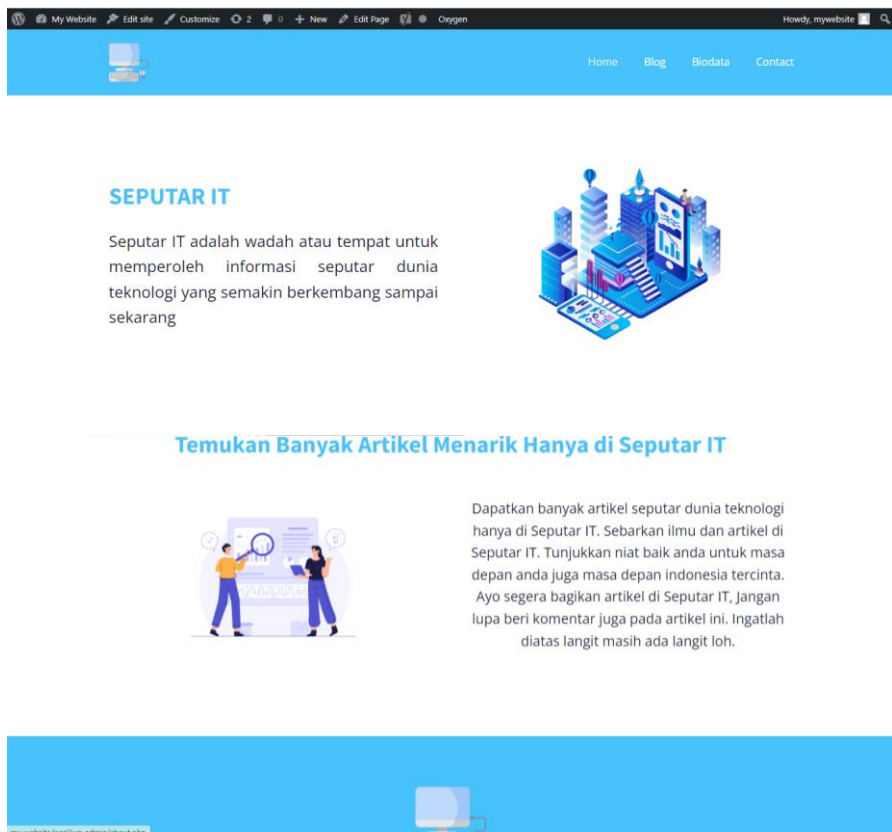 My Website Edit site Customize 2 0 New Edit Page Oxygen Howdy, mywebsite
Home Blog Biodata Contact
SEPUTAR IT
Seputar IT adalah wadah atau tempat untuk
memperoleh informasi seputar dunia
teknologi yang semakin berkembang sampai
sekarang
Temukan Banyak Artikel Menarik Hanya di Seputar IT
Dapatkan banyak artikel seputar dunia teknologi
hanya di Seputar IT. Sebarkan ilmu dan artikel di
Seputar IT. Tunjukkan niat baik anda untuk masa
depan anda juga masa depan indonesia tercinta.
Ayo segera bagikan artikel di Seputar IT, Jangan
lupa beri komentar juga pada artikel ini. Ingatlah
diatas langit masih ada langit loh.